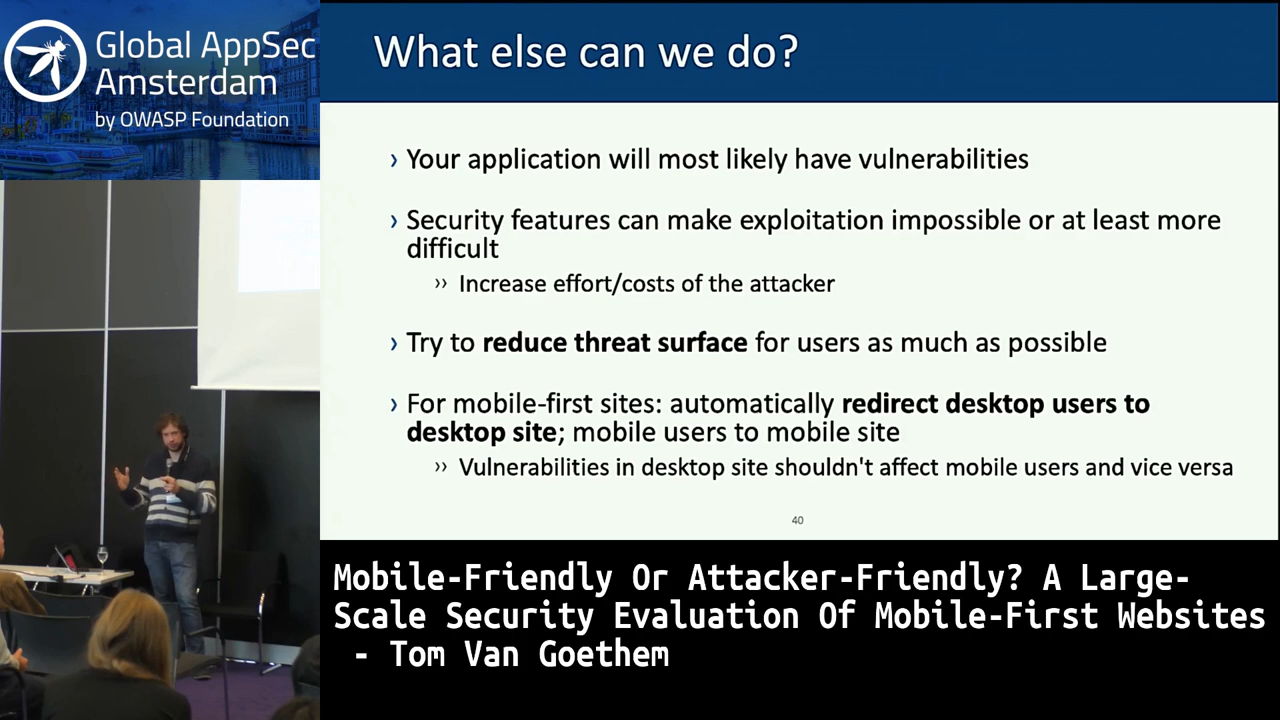 Global AppSec
Amsterdam
by OWASP Foundation
What else can we do?
› Your application will most likely have vulnerabilities
› Security features can make exploitation impossible or at least more
difficult
›› Increase effort/costs of the attacker
› Try to reduce threat surface for users as much as possible
› For mobile-first sites: automatically redirect desktop users to
desktop site; mobile users to mobile site
›› Vulnerabilities in desktop site shouldn't affect mobile users and vice versa
40
Mobile-Friendly Or Attacker-Friendly? A Large-
Scale Security Evaluation Of Mobile-First Websites
- Tom Van Goethem